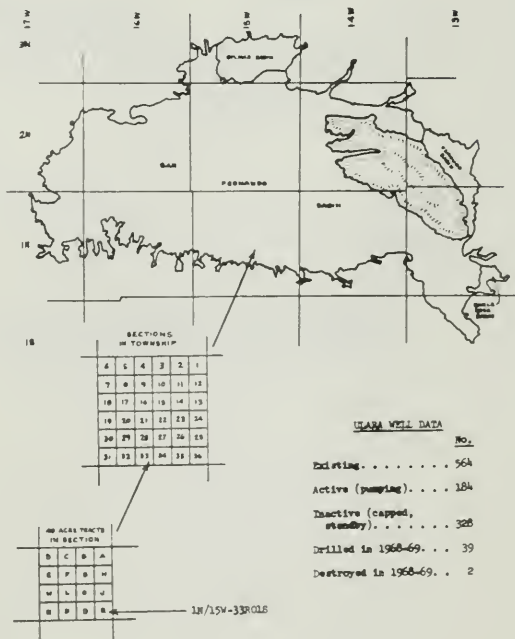 17W
16W
15W
14W
13W
3N
SYLMAR BASIN
2N
SAN
FERNANDO
BASIN
1N
1S
SECTIONS
IN TOWNSHIP
6 5 4 3 2 1
7 8 9 10 11 12
18 17 16 15 14 13
19 20 21 22 23 24
30 29 28 27 26 25
31 32 33 34 35 36
40 ACRE TRACTS
IN SECTION
D C B A
E F G H
M L K J
N P Q R
1N/15W-33R01S
ULARA WELL DATA
No.
Existing. . . . . . . . 564
Active (pumping). . . . 184
Inactive (capped,
standby). . . . . . . 328
Drilled in 1968-69. . . 39
Destroyed in 1968-69. . 2